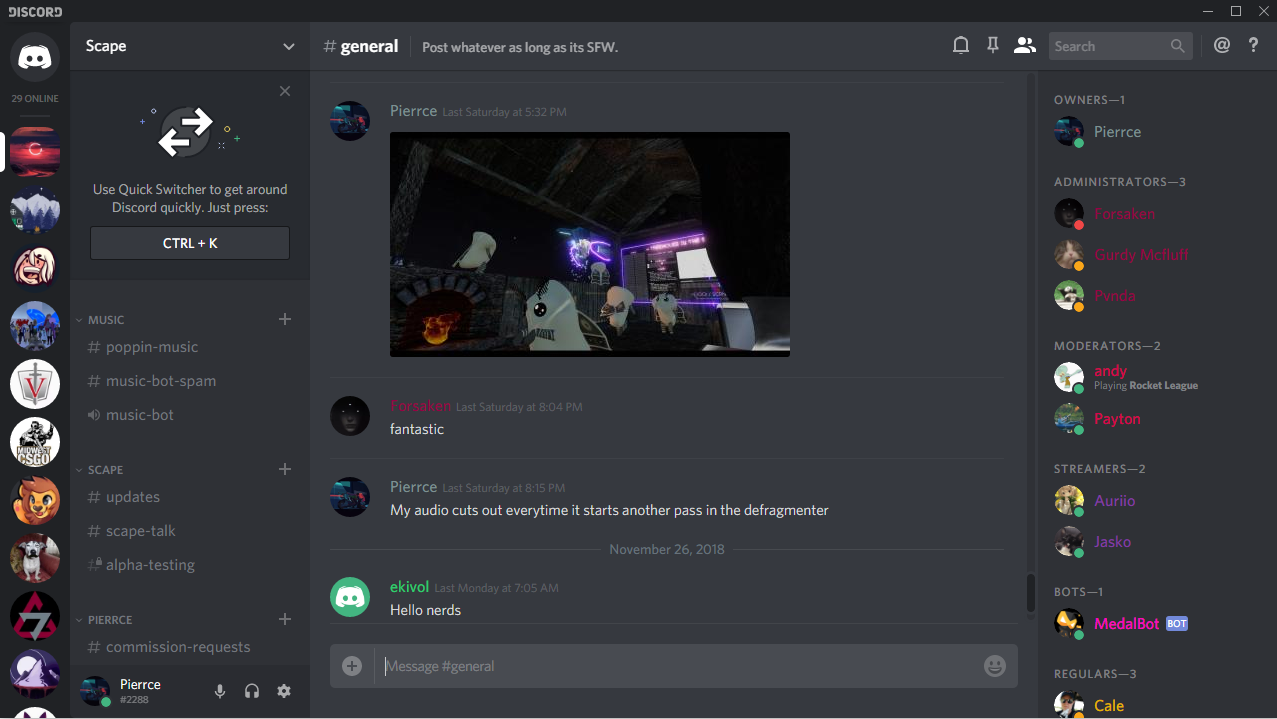 DISCORD
29 ONLINE
Scape
Use Quick Switcher to get around
Discord quickly. Just press:
CTRL + K
MUSIC
poppin-music
music-bot-spam
music-bot
SCAPE
updates
scape-talk
alpha-testing
PIERRCE
commission-requests
Pierrce
#2288
# general
Post whatever as long as its SFW.
Search
Pierrce Last Saturday at 5:32 PM
Forsaken Last Saturday at 8:04 PM
fantastic
Pierrce Last Saturday at 8:15 PM
My audio cuts out everytime it starts another pass in the defragmenter
November 26, 2018
ekivol Last Monday at 7:05 AM
Hello nerds
Message #general
OWNERS—1
Pierrce
ADMINISTRATORS—3
Forsaken
Gurdy Mcfluff
Pvnda
MODERATORS—2
andy
Playing Rocket League
Payton
STREAMERS—2
Auriio
Jasko
BOTS—1
MedalBot BOT
REGULARS—3
Cale
MIDWEST
CSGO
V